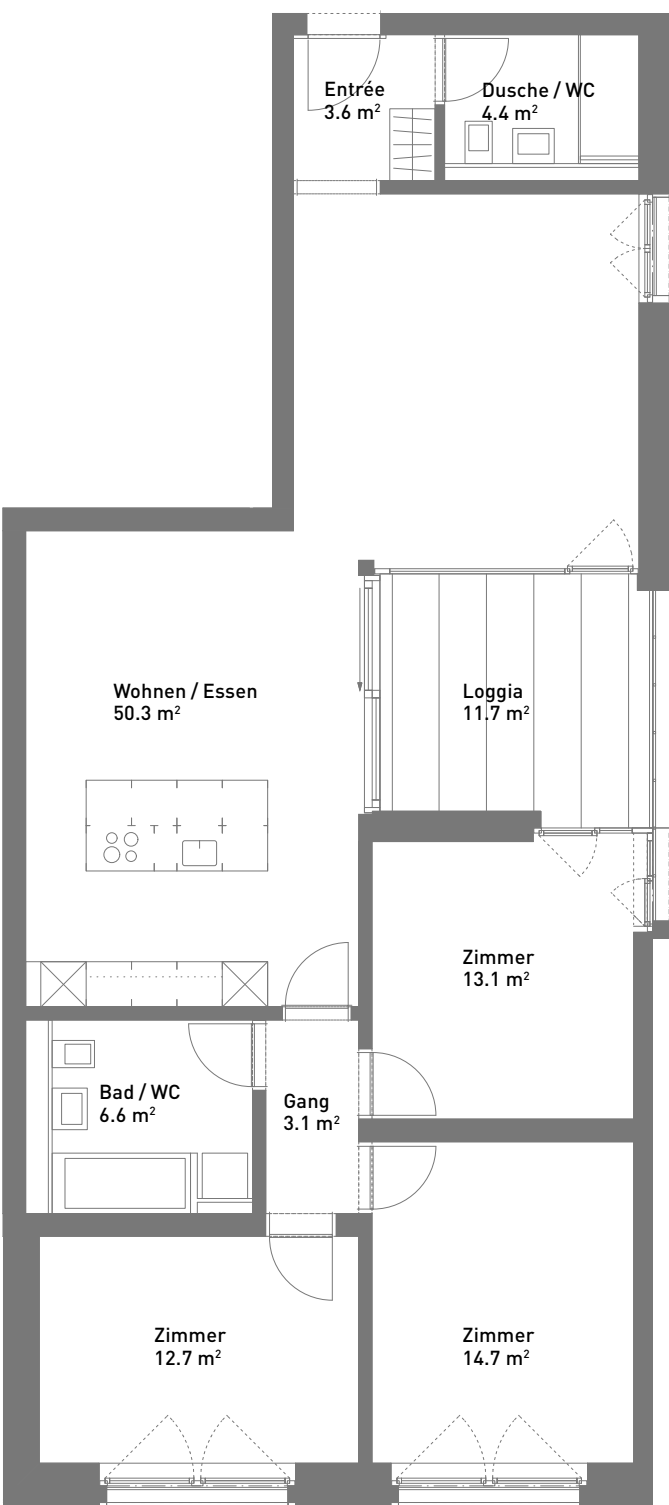 Entrée
3.6 m²
Dusche / WC
4.4 m²
Wohnen / Essen
50.3 m²
Loggia
11.7 m²
Zimmer
13.1 m²
Bad / WC
6.6 m²
Gang
3.1 m²
Zimmer
12.7 m²
Zimmer
14.7 m²